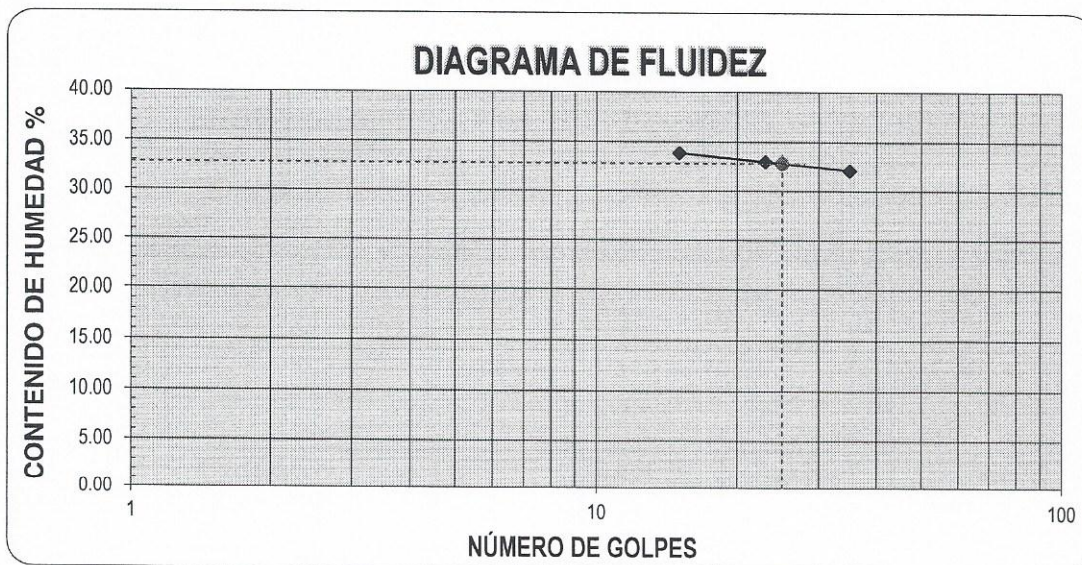 DIAGRAMA DE FLUIDEZ
CONTENIDO DE HUMEDAD %
40.00
35.00
30.00
25.00
20.00
15.00
10.00
5.00
0.00
1 10 100
NÚMERO DE GOLPES